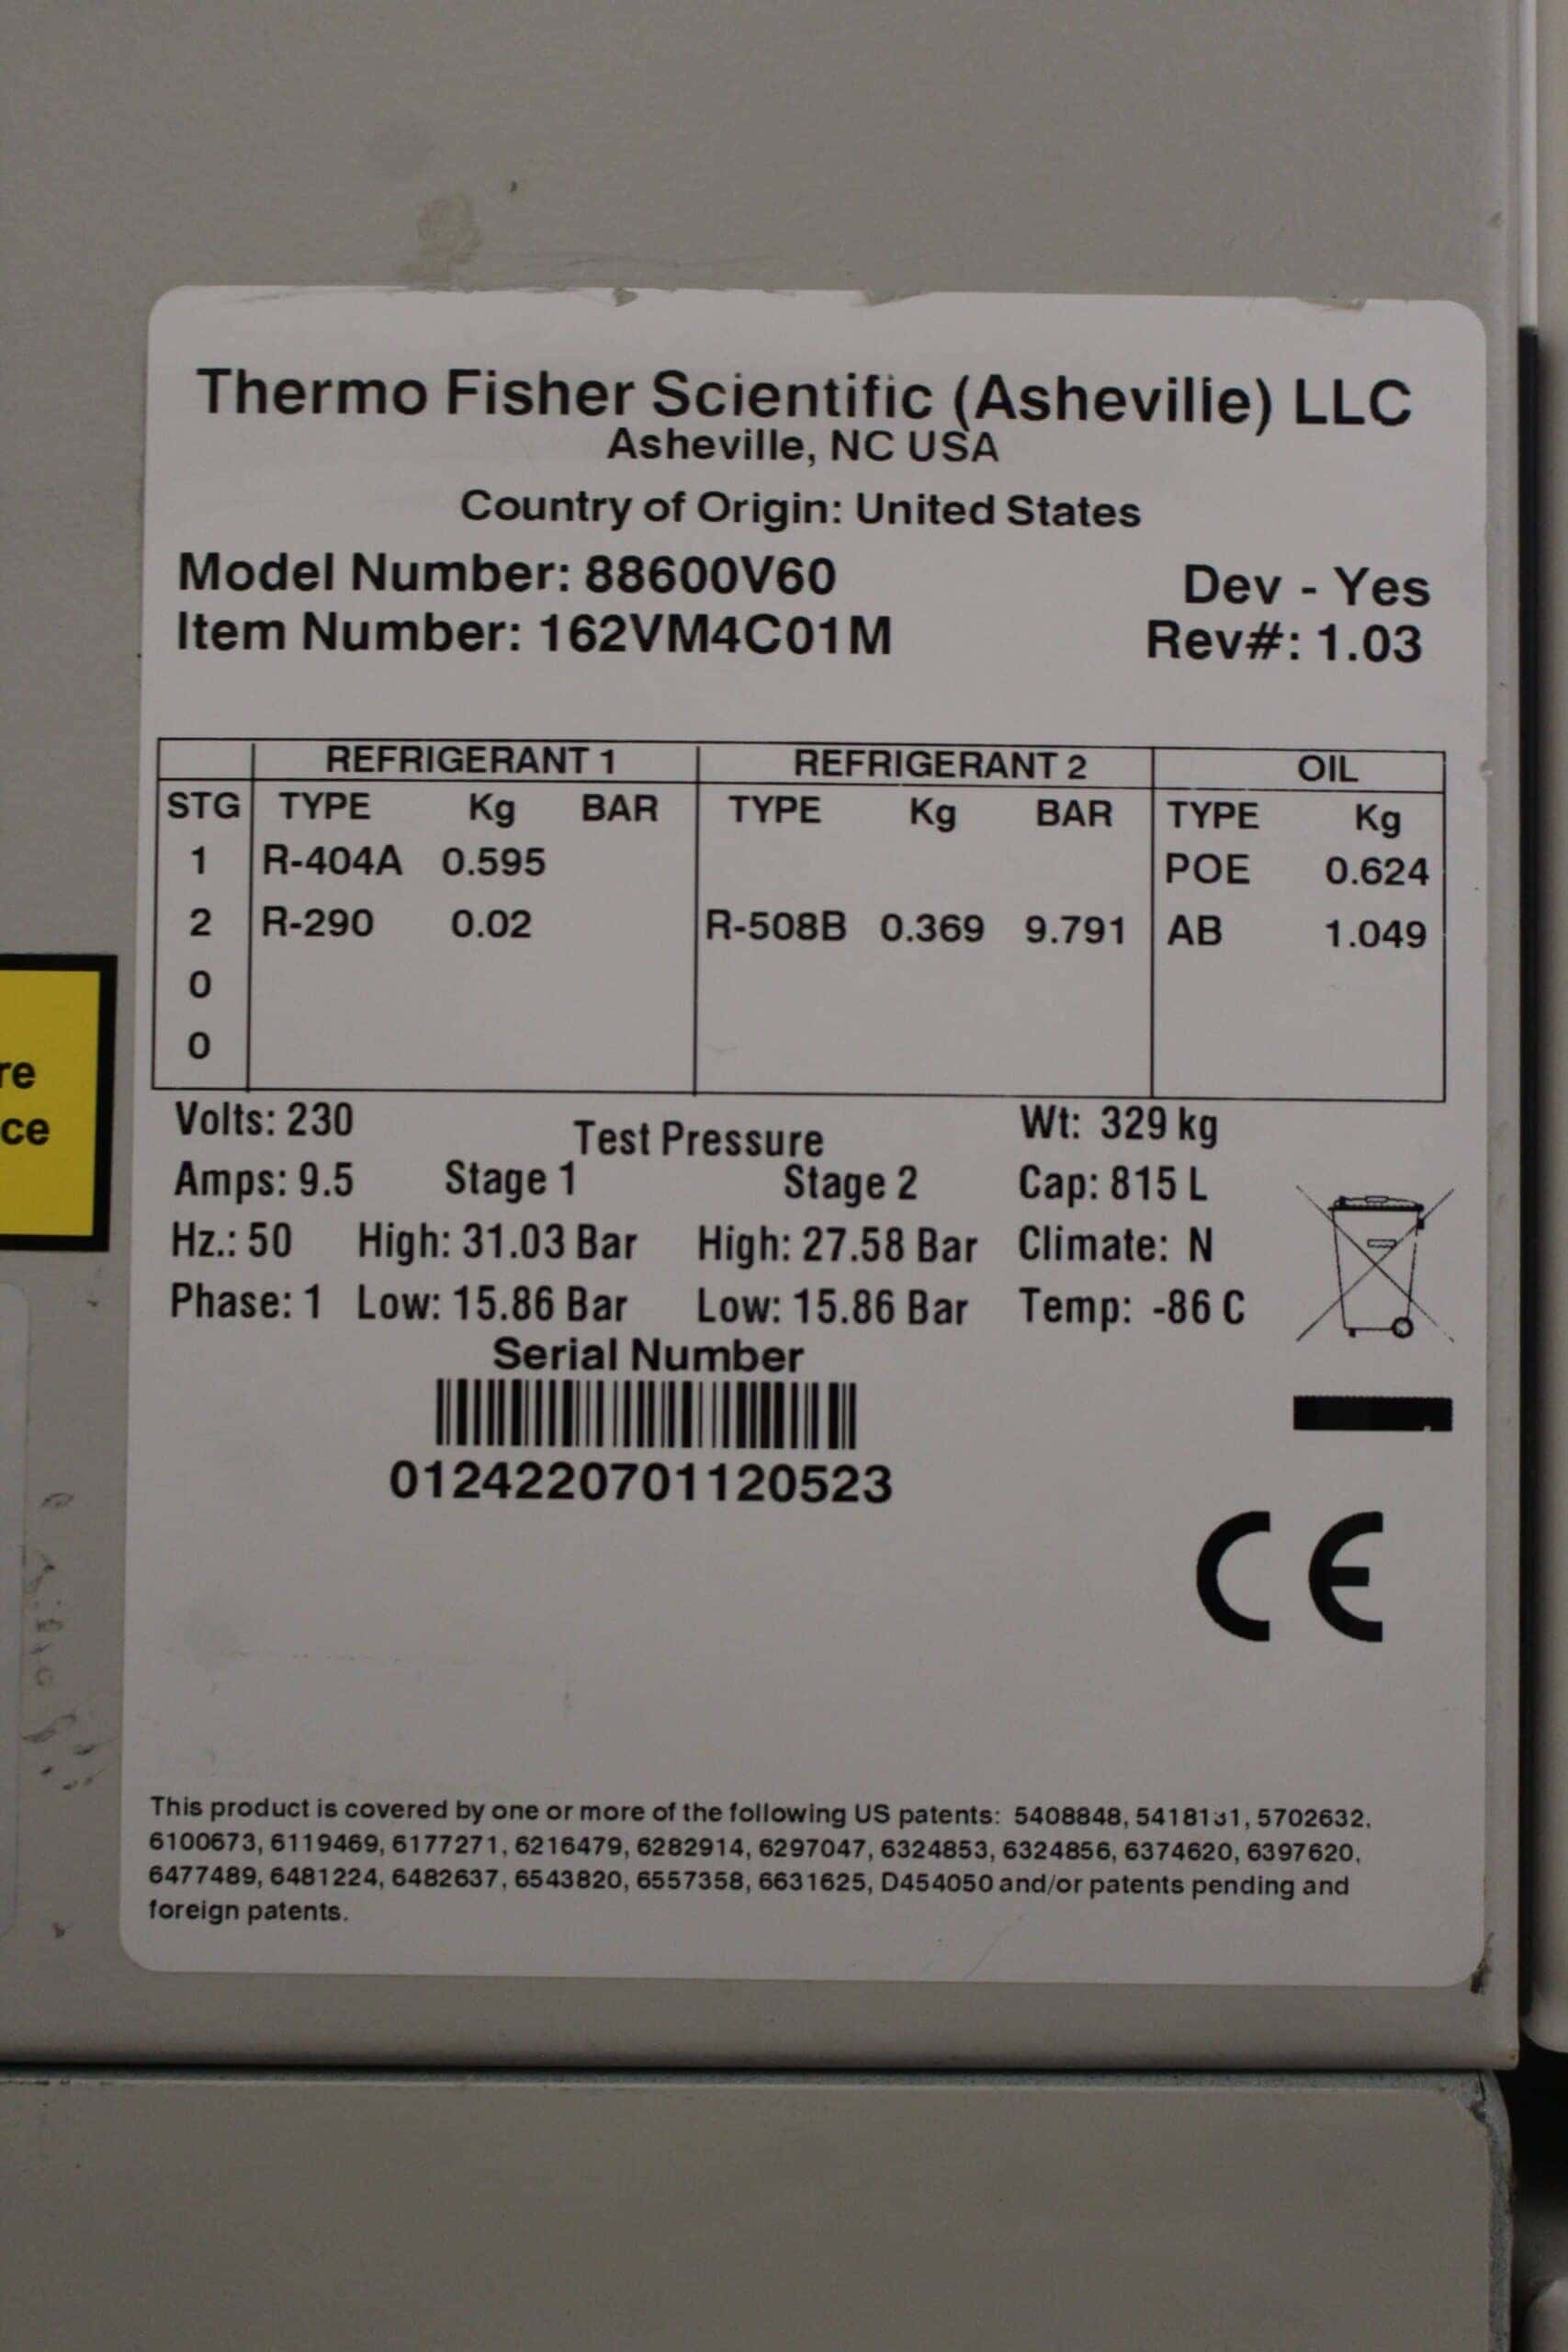 Thermo Fisher Scientific (Asheville) LLC
Asheville, NC USA
Country of Origin: United States
Model Number: 88600V60
Dev - Yes
Item Number: 162VM4C01M
Rev#: 1.03
REFRIGERANT 1 REFRIGERANT 2 OIL
STG TYPE Kg BAR TYPE Kg BAR TYPE Kg
1 R-404A 0.595 POE 0.624
2 R-290 0.02 R-508B 0.369 9.791 AB 1.049
0
0
Volts: 230 Test Pressure Wt: 329 kg
Amps: 9.5 Stage 1 Stage 2 Cap: 815 L
Hz.: 50 High: 31.03 Bar High: 27.58 Bar Climate: N
Phase: 1 Low: 15.86 Bar Low: 15.86 Bar Temp: -86 C
Serial Number
0124220701120523
CE
This product is covered by one or more of the following US patents: 5408848, 5418131, 5702632,
6100673, 6119469, 6177271, 6216479, 6282914, 6297047, 6324853, 6324856, 6374620, 6397620,
6477489, 6481224, 6482637, 6543820, 6557358, 6631625, D454050 and/or patents pending and
foreign patents.
re
ce